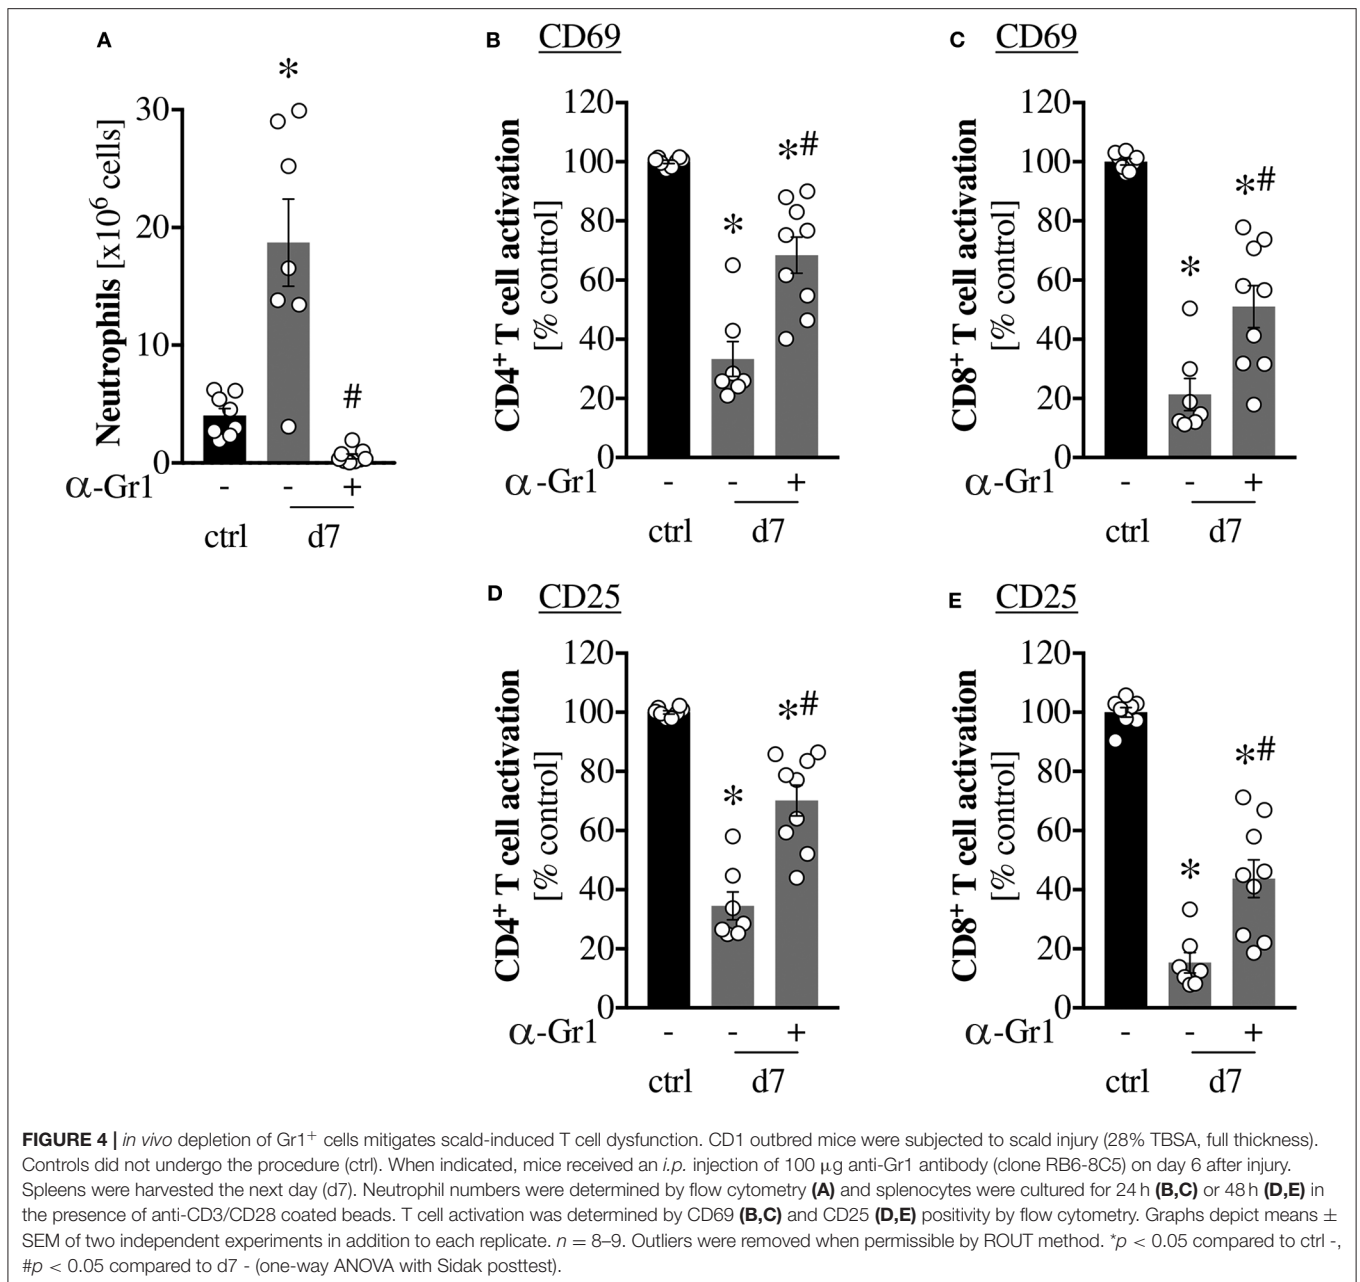 A
*
30
20
10
0
Neutrophils [x10⁶ cells]
#
α-Gr1 - - +
ctrl d7
B CD69
120
100
80
60
40
20
0
CD4⁺ T cell activation
[% control]
*
*#
α-Gr1 - - +
ctrl d7
C CD69
120
100
80
60
40
20
0
CD8⁺ T cell activation
[% control]
*
*#
α-Gr1 - - +
ctrl d7
D CD25
120
100
80
60
40
20
0
CD4⁺ T cell activation
[% control]
*
*#
α-Gr1 - - +
ctrl d7
E CD25
120
100
80
60
40
20
0
CD8⁺ T cell activation
[% control]
*
*#
α-Gr1 - - +
ctrl d7
FIGURE 4 | in vivo depletion of Gr1⁺ cells mitigates scald-induced T cell dysfunction. CD1 outbred mice were subjected to scald injury (28% TBSA, full thickness).
Controls did not undergo the procedure (ctrl). When indicated, mice received an i.p. injection of 100 μg anti-Gr1 antibody (clone RB6-8C5) on day 6 after injury.
Spleens were harvested the next day (d7). Neutrophil numbers were determined by flow cytometry (A) and splenocytes were cultured for 24 h (B,C) or 48 h (D,E) in
the presence of anti-CD3/CD28 coated beads. T cell activation was determined by CD69 (B,C) and CD25 (D,E) positivity by flow cytometry. Graphs depict means ±
SEM of two independent experiments in addition to each replicate. n = 8–9. Outliers were removed when permissible by ROUT method. *p < 0.05 compared to ctrl -,
#p < 0.05 compared to d7 - (one-way ANOVA with Sidak posttest).